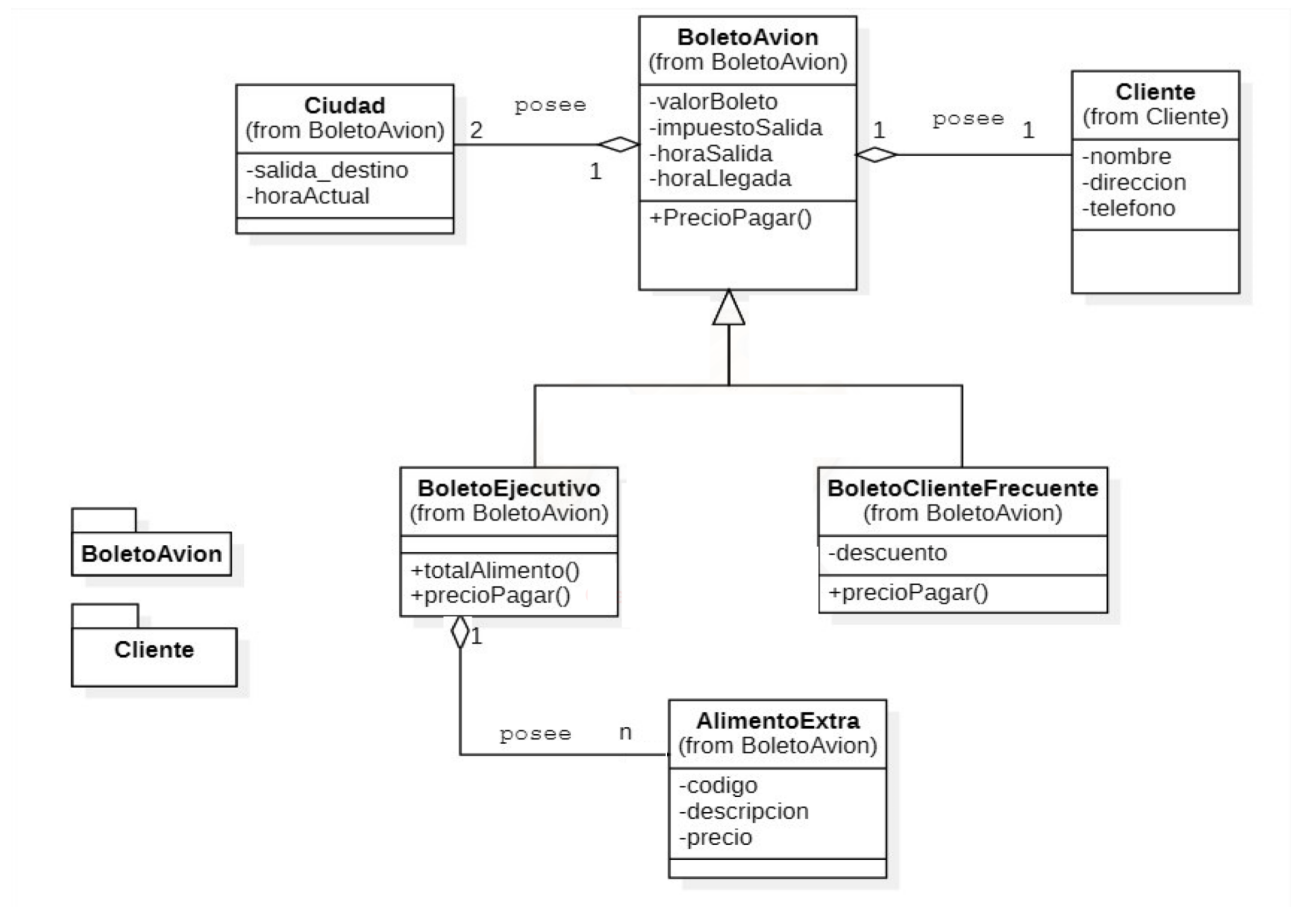 BoletoAvion
(from BoletoAvion)
-valorBoleto
-impuestoSalida
-horaSalida
-horaLlegada
+PrecioPagar()
Ciudad
(from BoletoAvion)
-salida_destino
-horaActual
2
posee
1
1
posee
1
Cliente
(from Cliente)
-nombre
-direccion
-telefono
BoletoEjecutivo
(from BoletoAvion)
+totalAlimento()
+precioPagar()
BoletoClienteFrecuente
(from BoletoAvion)
-descuento
+precioPagar()
BoletoAvion
Cliente
1
posee
n
AlimentoExtra
(from BoletoAvion)
-codigo
-descripcion
-precio